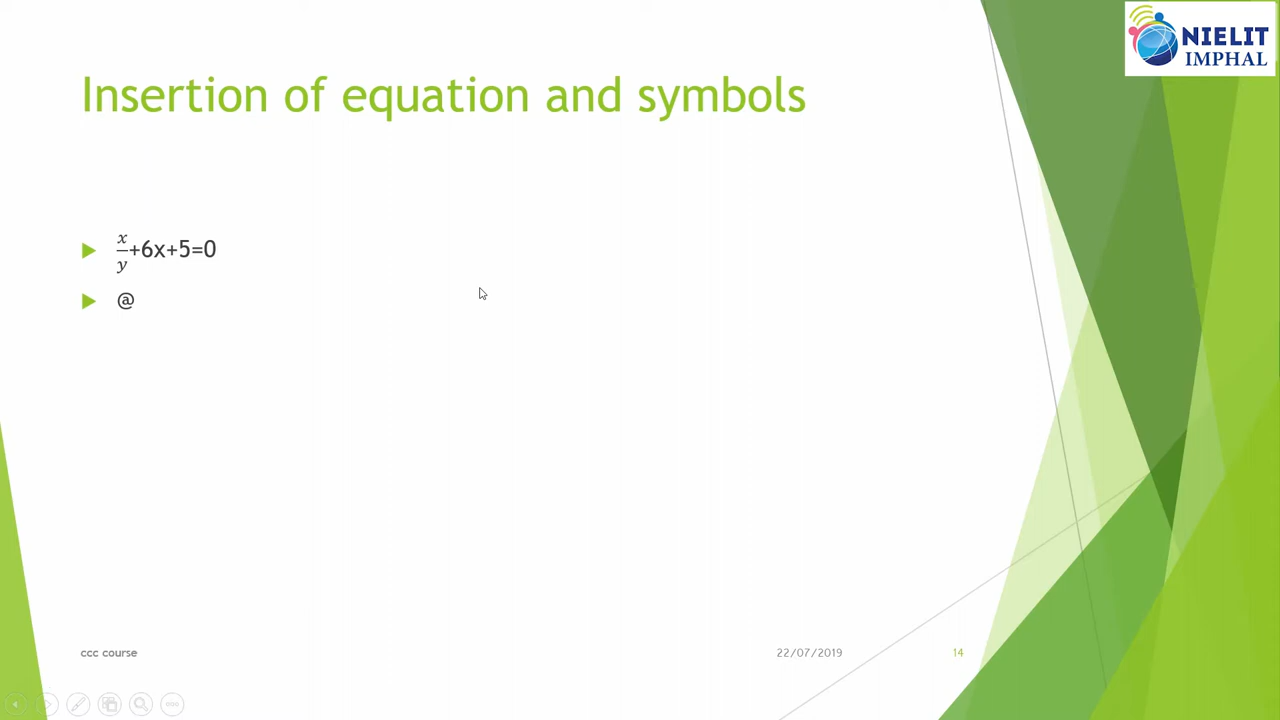 NIELIT
IMPHAL
Insertion of equation and symbols
x/y+6x+5=0
@
ccc course
22/07/2019
14